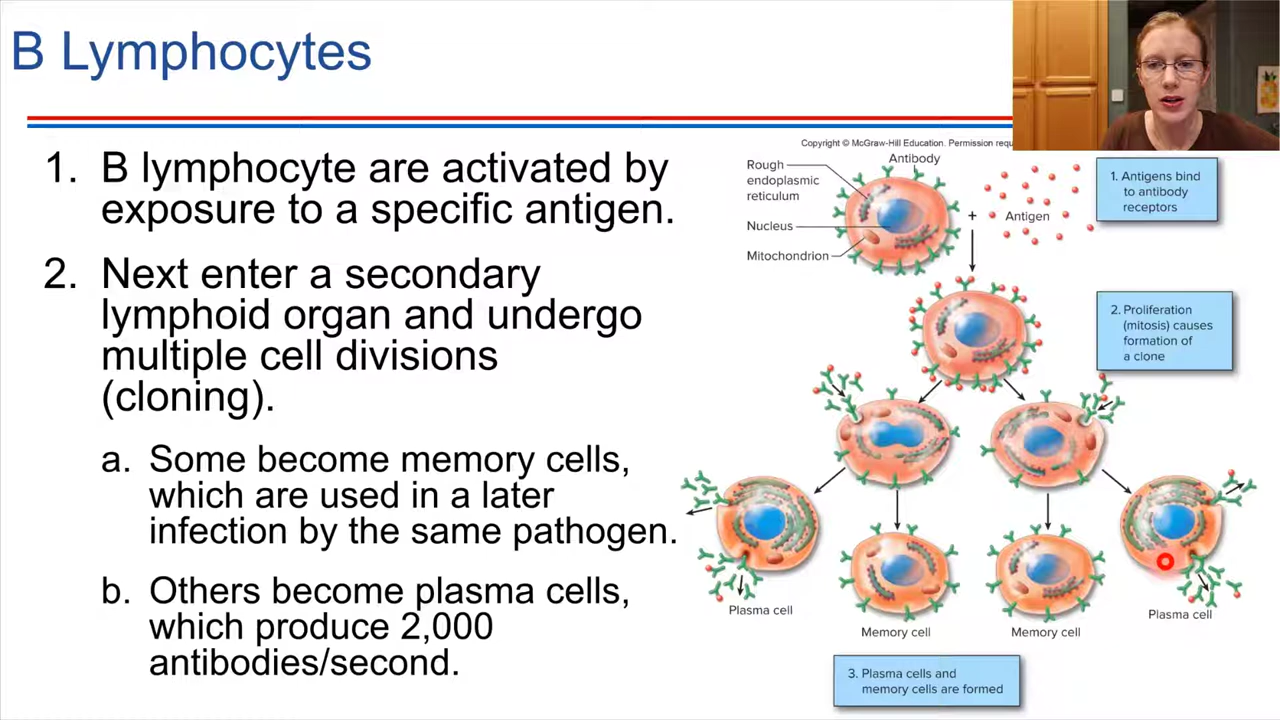 B Lymphocytes
1. B lymphocyte are activated by
exposure to a specific antigen.
2. Next enter a secondary
lymphoid organ and undergo
multiple cell divisions
(cloning).
a. Some become memory cells,
which are used in a later
infection by the same pathogen.
b. Others become plasma cells,
which produce 2,000
antibodies/second.
Copyright © McGraw-Hill Education. Permission
Antibody
Rough
endoplasmic
reticulum
Nucleus
Mitochondrion
+
Antigen
1. Antigens bind
to antibody
receptors
2. Proliferation
(mitosis) causes
formation of
a clone
Plasma cell
Memory cell
Memory cell
Plasma cell
3. Plasma cells and
memory cells are formed